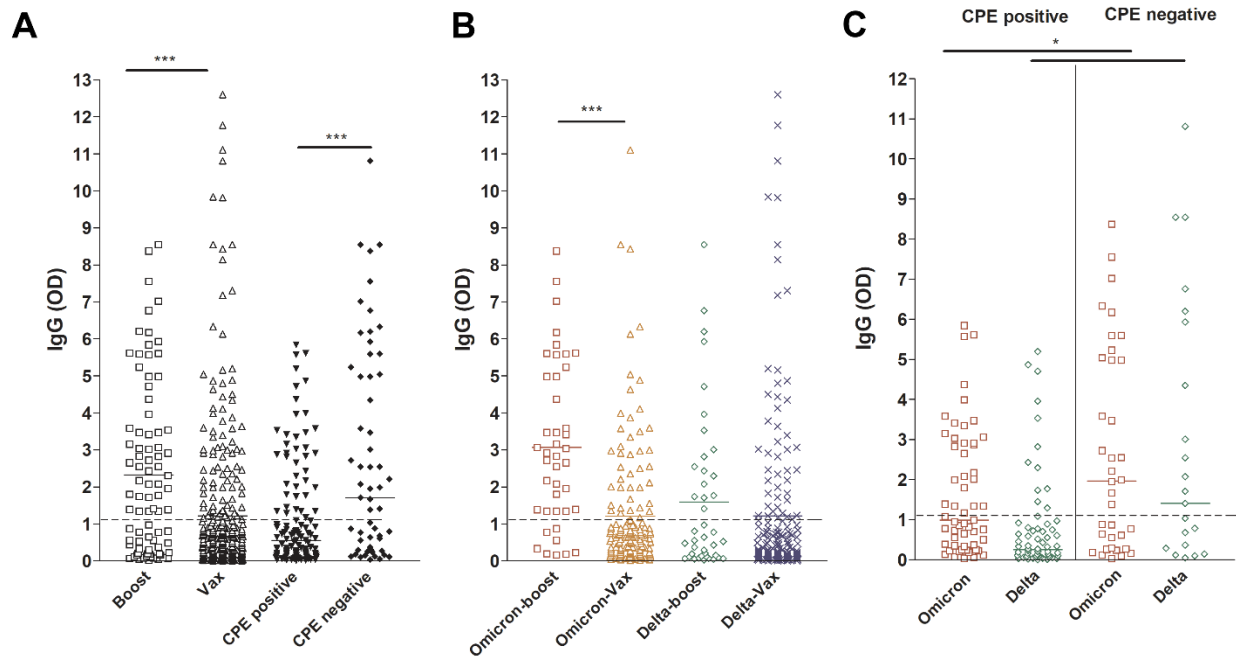 A
***
***
IgG (OD)
13
12
11
10
9
8
7
6
5
4
3
2
1
0
Boost
Vax
CPE positive
CPE negative
B
***
IgG (OD)
13
12
11
10
9
8
7
6
5
4
3
2
1
0
Omicron-boost
Omicron-Vax
Delta-boost
Delta-Vax
C
CPE positive
CPE negative
*
IgG (OD)
12
11
10
9
8
7
6
5
4
3
2
1
0
Omicron
Delta
Omicron
Delta